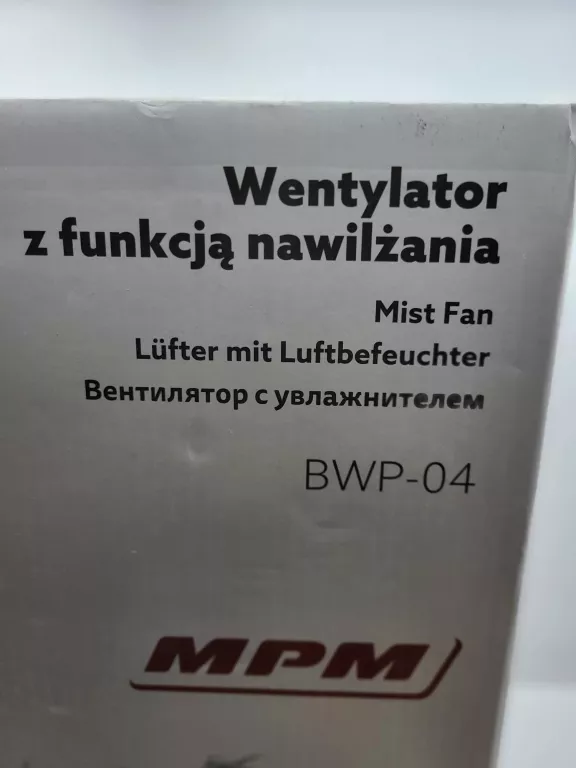 Wentylator
z funkcją nawilżania
Mist Fan
Lüfter mit Luftbefeuchter
Вентилятор с увлажнителем
BWP-04
MPM